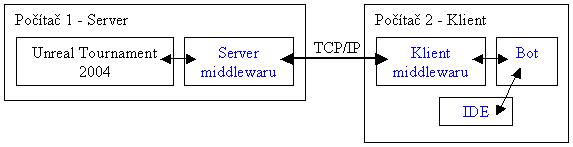 Počítač 1 - Server
Unreal Tournament
2004
Server
middlewaru
TCP/IP
Počítač 2 - Klient
Klient
middlewaru
Bot
IDE